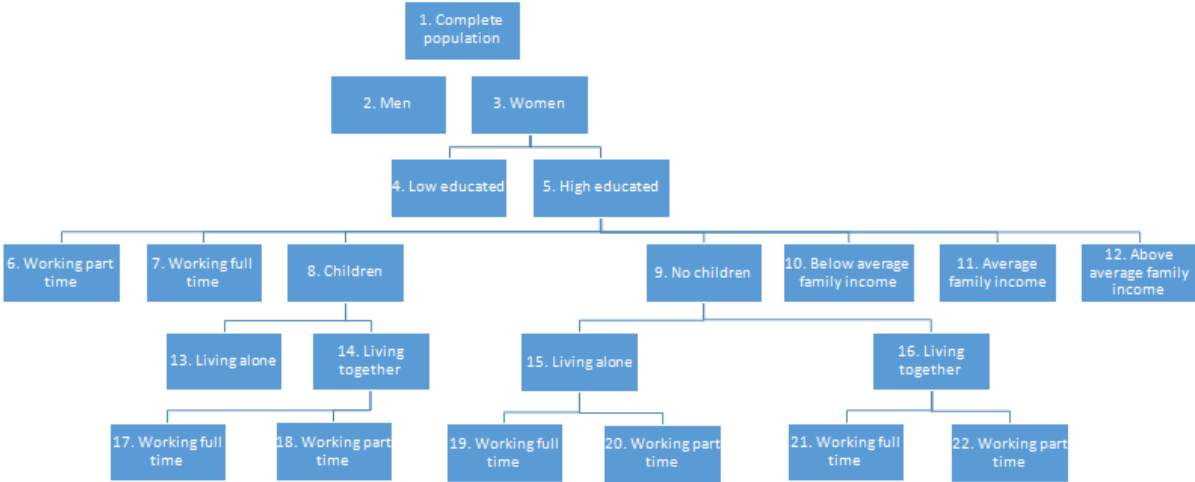 1. Complete
population
2. Men
3. Women
4. Low educated
5. High educated
6. Working part
time
7. Working full
time
8. Children
9. No children
10. Below average
family income
11. Average
family income
12. Above
average family
income
13. Living alone
14. Living
together
15. Living alone
16. Living
together
17. Working full
time
18. Working part
time
19. Working full
time
20. Working part
time
21. Working full
time
22. Working part
time